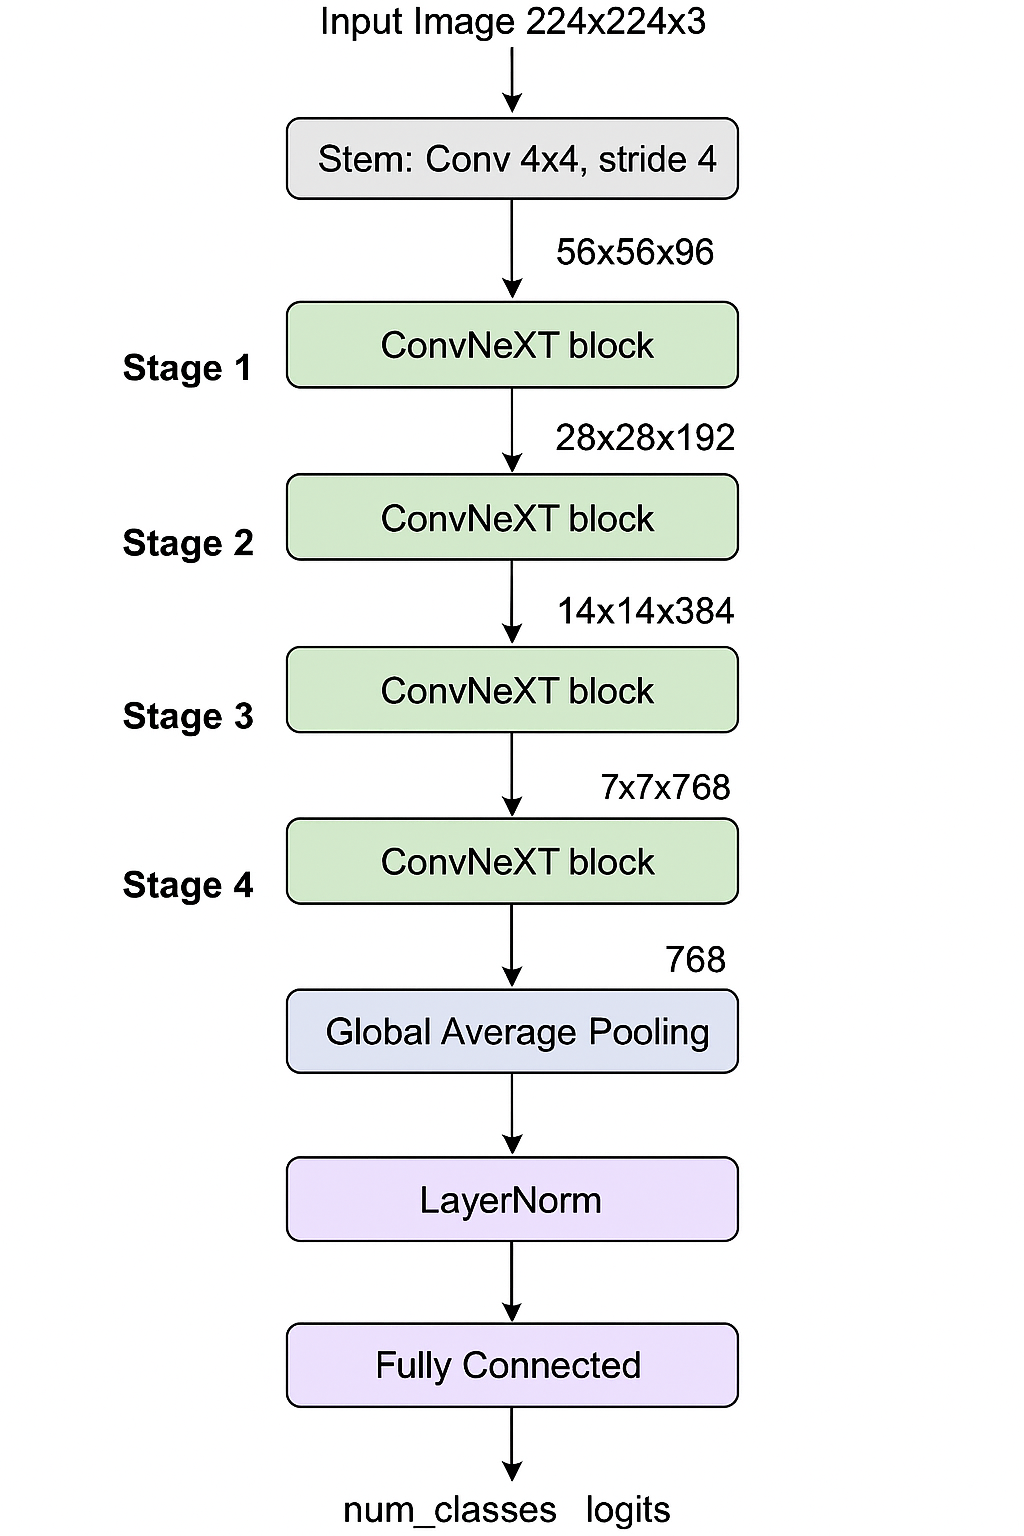 Input Image 224x224x3
Stem: Conv 4x4, stride 4
56x56x96
Stage 1
ConvNeXT block
28x28x192
Stage 2
ConvNeXT block
14x14x384
Stage 3
ConvNeXT block
7x7x768
Stage 4
ConvNeXT block
768
Global Average Pooling
LayerNorm
Fully Connected
num_classes logits